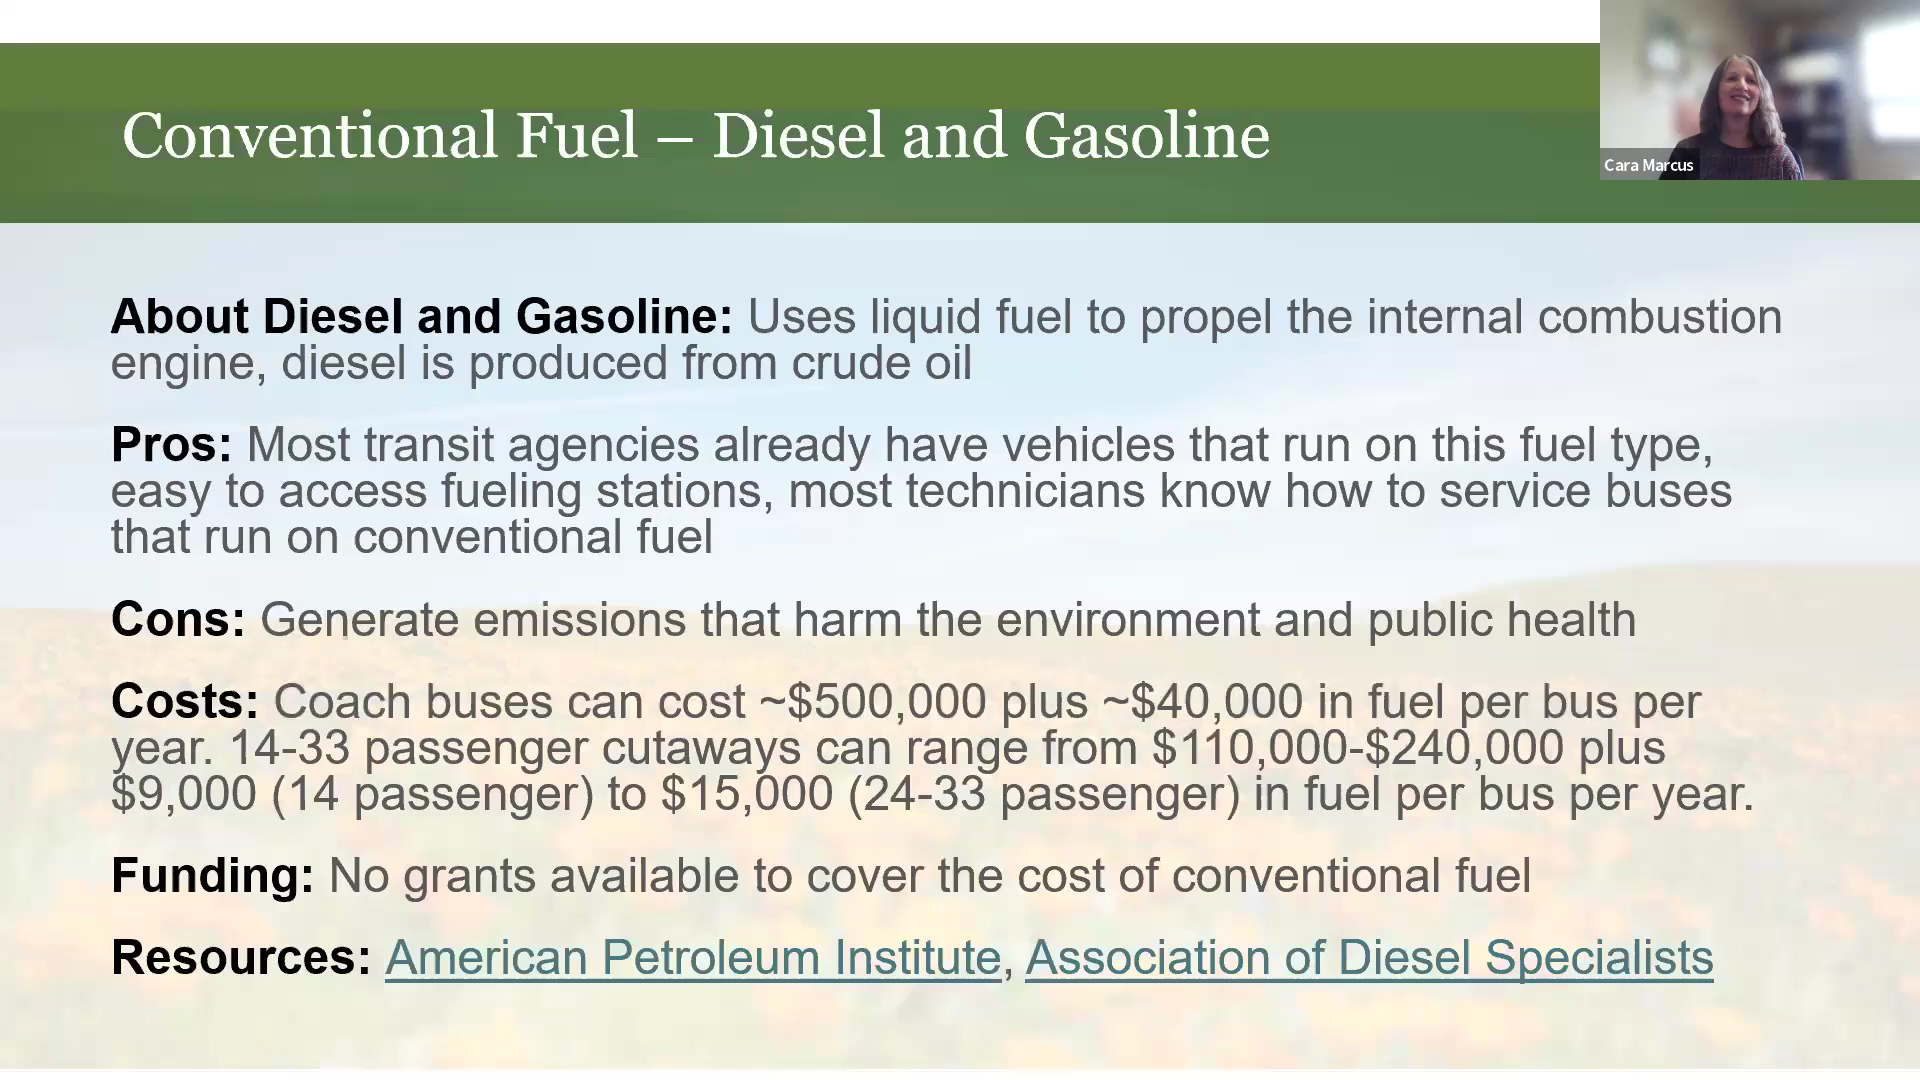 Conventional Fuel – Diesel and Gasoline
Cara Marcus
About Diesel and Gasoline: Uses liquid fuel to propel the internal combustion
engine, diesel is produced from crude oil
Pros: Most transit agencies already have vehicles that run on this fuel type,
easy to access fueling stations, most technicians know how to service buses
that run on conventional fuel
Cons: Generate emissions that harm the environment and public health
Costs: Coach buses can cost ~$500,000 plus ~$40,000 in fuel per bus per
year. 14-33 passenger cutaways can range from $110,000-$240,000 plus
$9,000 (14 passenger) to $15,000 (24-33 passenger) in fuel per bus per year.
Funding: No grants available to cover the cost of conventional fuel
Resources: American Petroleum Institute, Association of Diesel Specialists